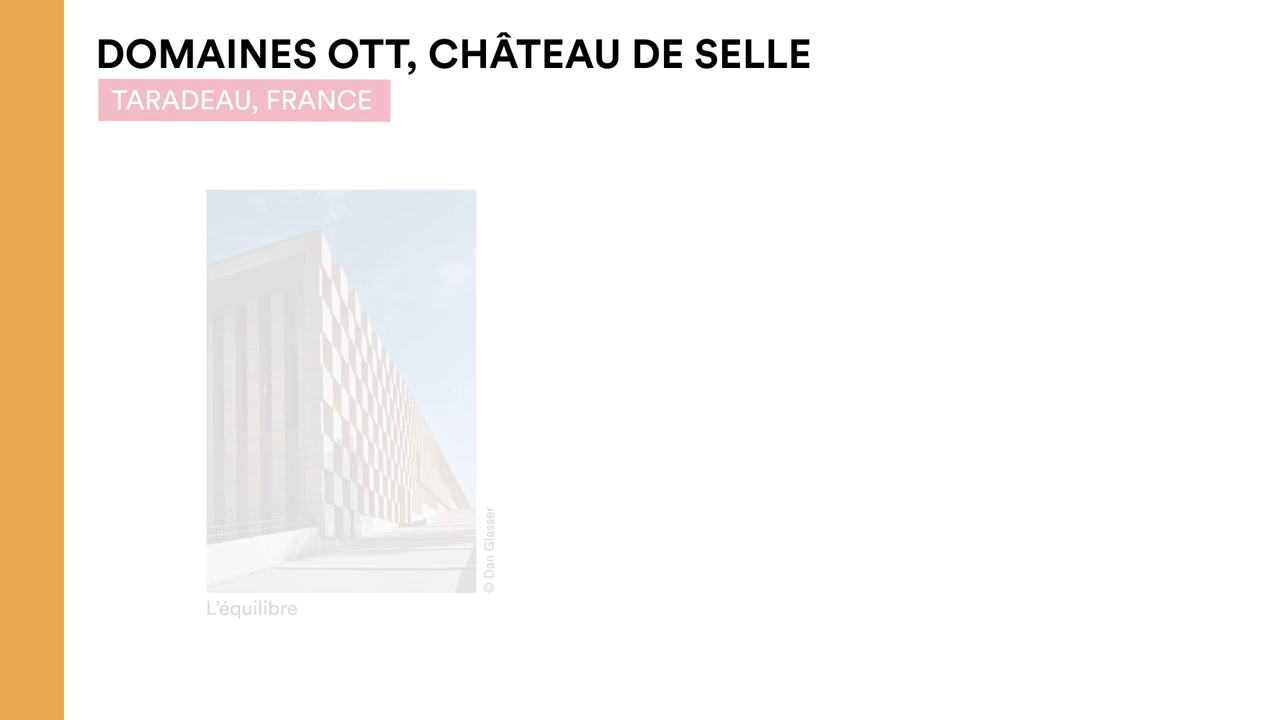 DOMAINES OTT, CHÂTEAU DE SELLE
TARADEAU, FRANCE
© Dan Glasser
L'équilibre